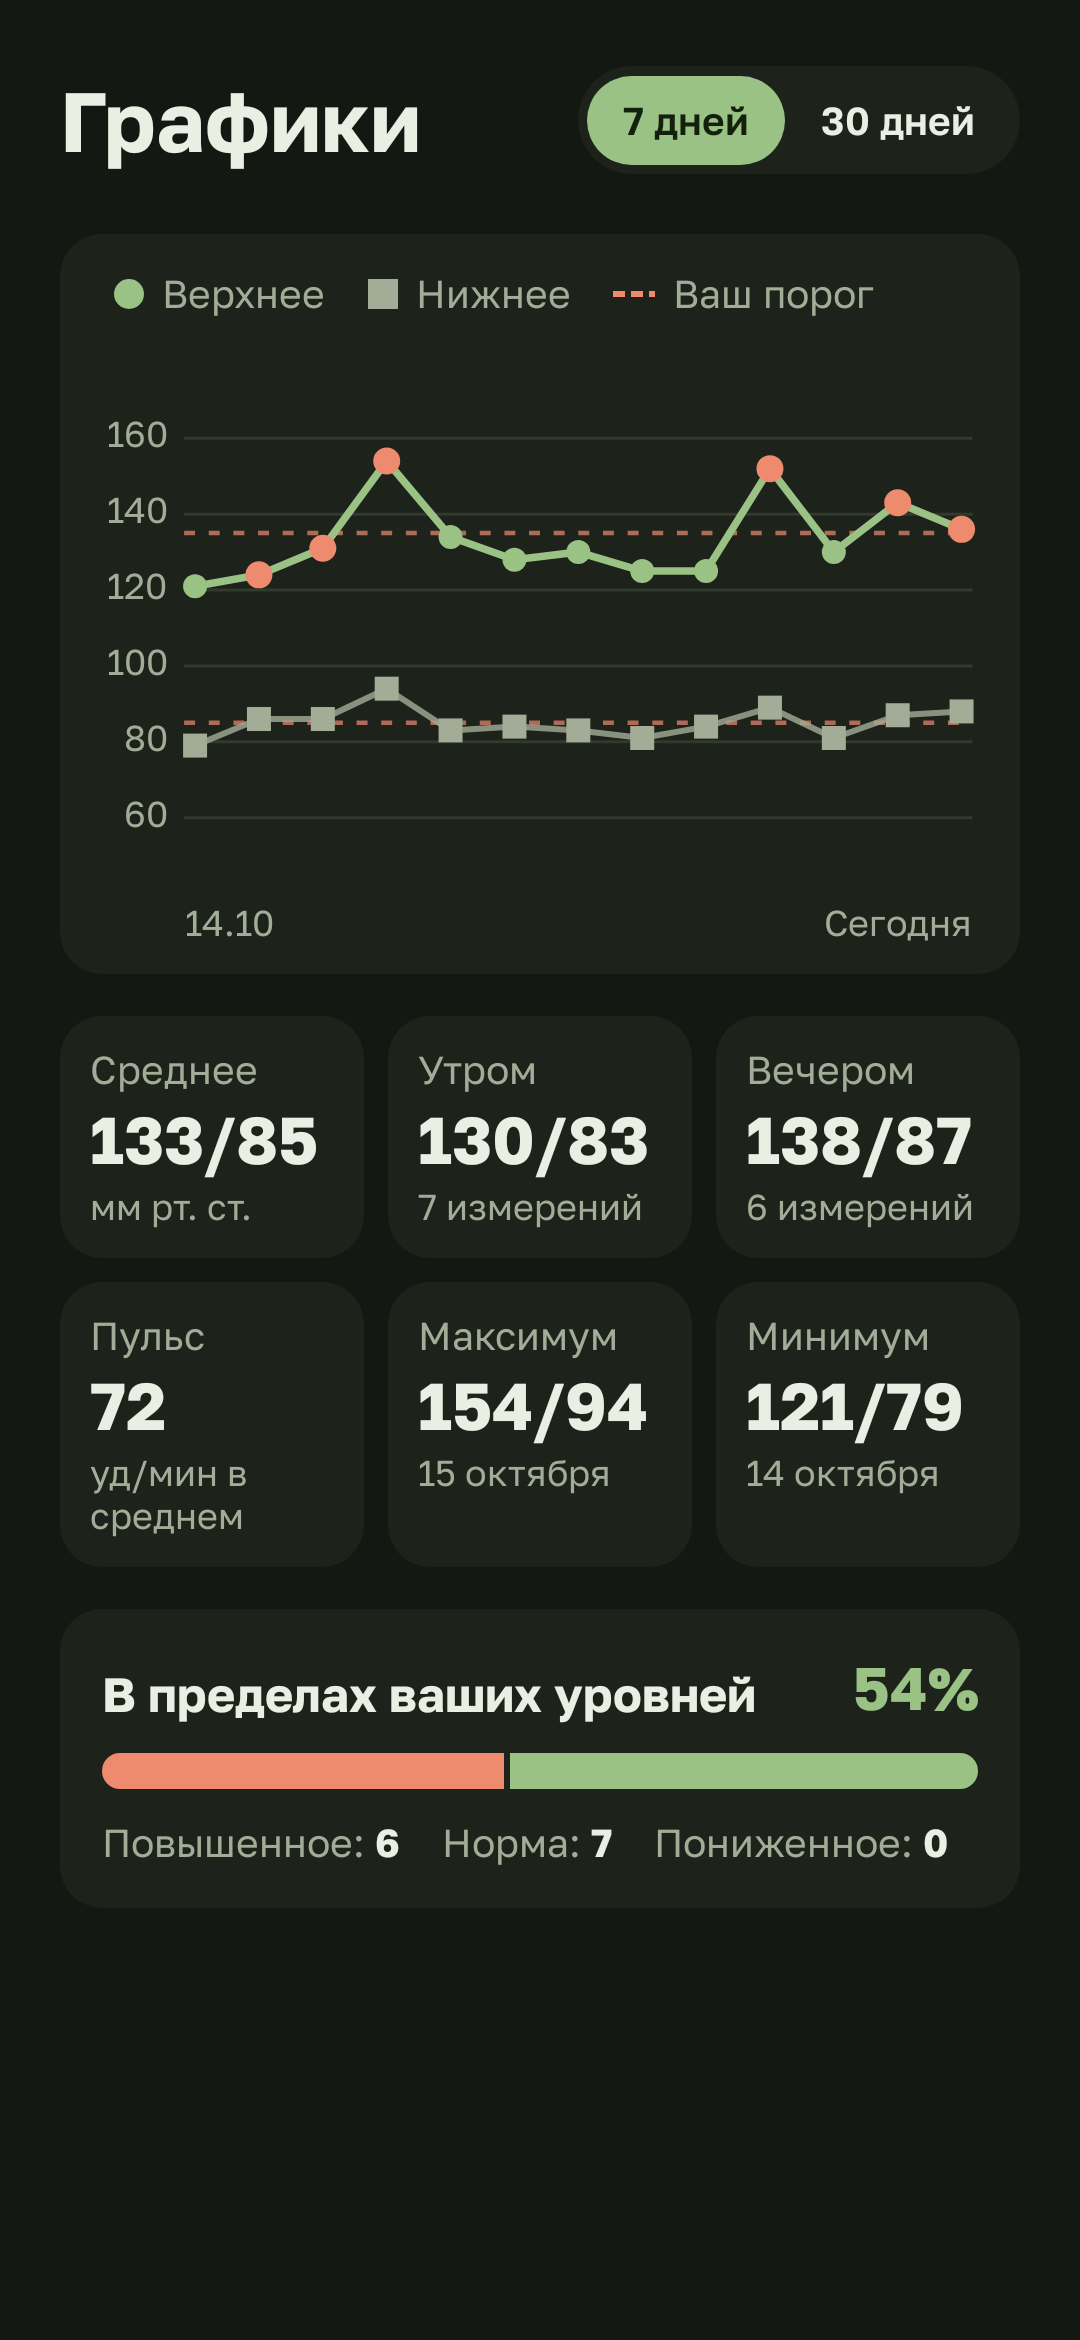 Графики
7 дней 30 дней
Верхнее Нижнее Ваш порог
160
140
120
100
80
60
14.10 Сегодня
Среднее Утром Вечером
133/85 130/83 138/87
мм рт. ст. 7 измерений 6 измерений
Пульс Максимум Минимум
72 154/94 121/79
уд/мин в 15 октября 14 октября
среднем
В пределах ваших уровней 54%
Повышенное: 6 Норма: 7 Пониженное: 0